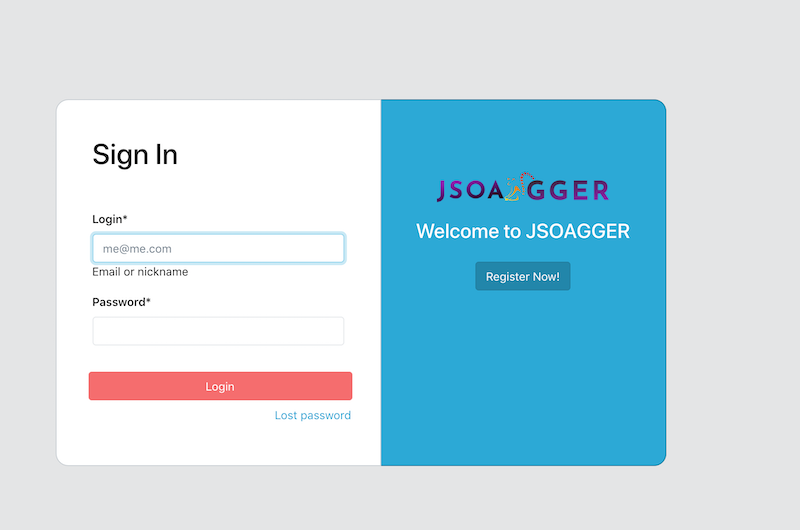 Sign In
Login*
me@me.com
Email or nickname
Password*
Login
Lost password
JSOAGGER
Welcome to JSOAGGER
Register Now!